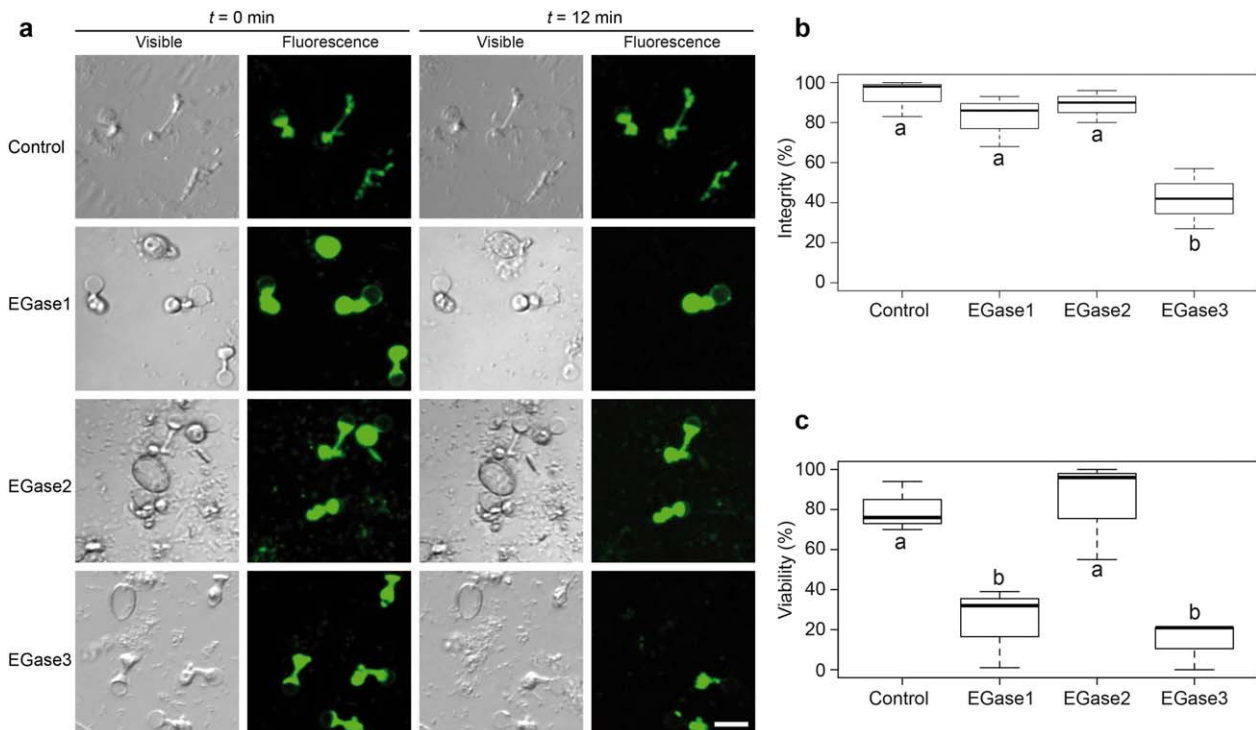 a
t = 0 min
t = 12 min
Visible
Fluorescence
Visible
Fluorescence
Control
EGase1
EGase2
EGase3
b
Integrity (%)
100
80
60
40
20
0
a
a
a
b
Control
EGase1
EGase2
EGase3
c
Viability (%)
100
80
60
40
20
0
a
b
a
b
Control
EGase1
EGase2
EGase3